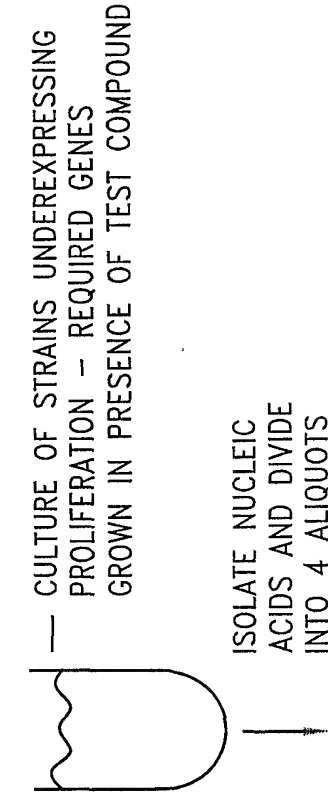 CULTURE OF STRAINS UNDEREXPRESSING
PROLIFERATION – REQUIRED GENES
GROWN IN PRESENCE OF TEST COMPOUND
ISOLATE NUCLEIC
ACIDS AND DIVIDE
INTO 4 ALIQUOTS